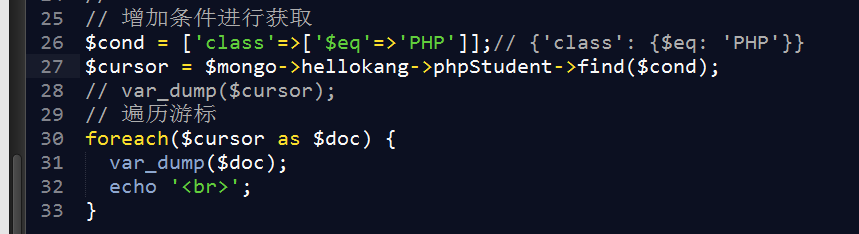 25 // 增加条件进行获取
26 $cond = ['class'=>['$eq'=>'PHP']];// {'class': {$eq: 'PHP'}}
27 $cursor = $mongo->hellokang->phpStudent->find($cond);
28 // var_dump($cursor);
29 // 遍历游标
30 foreach($cursor as $doc) {
31   var_dump($doc);
32   echo '<br>';
33 }